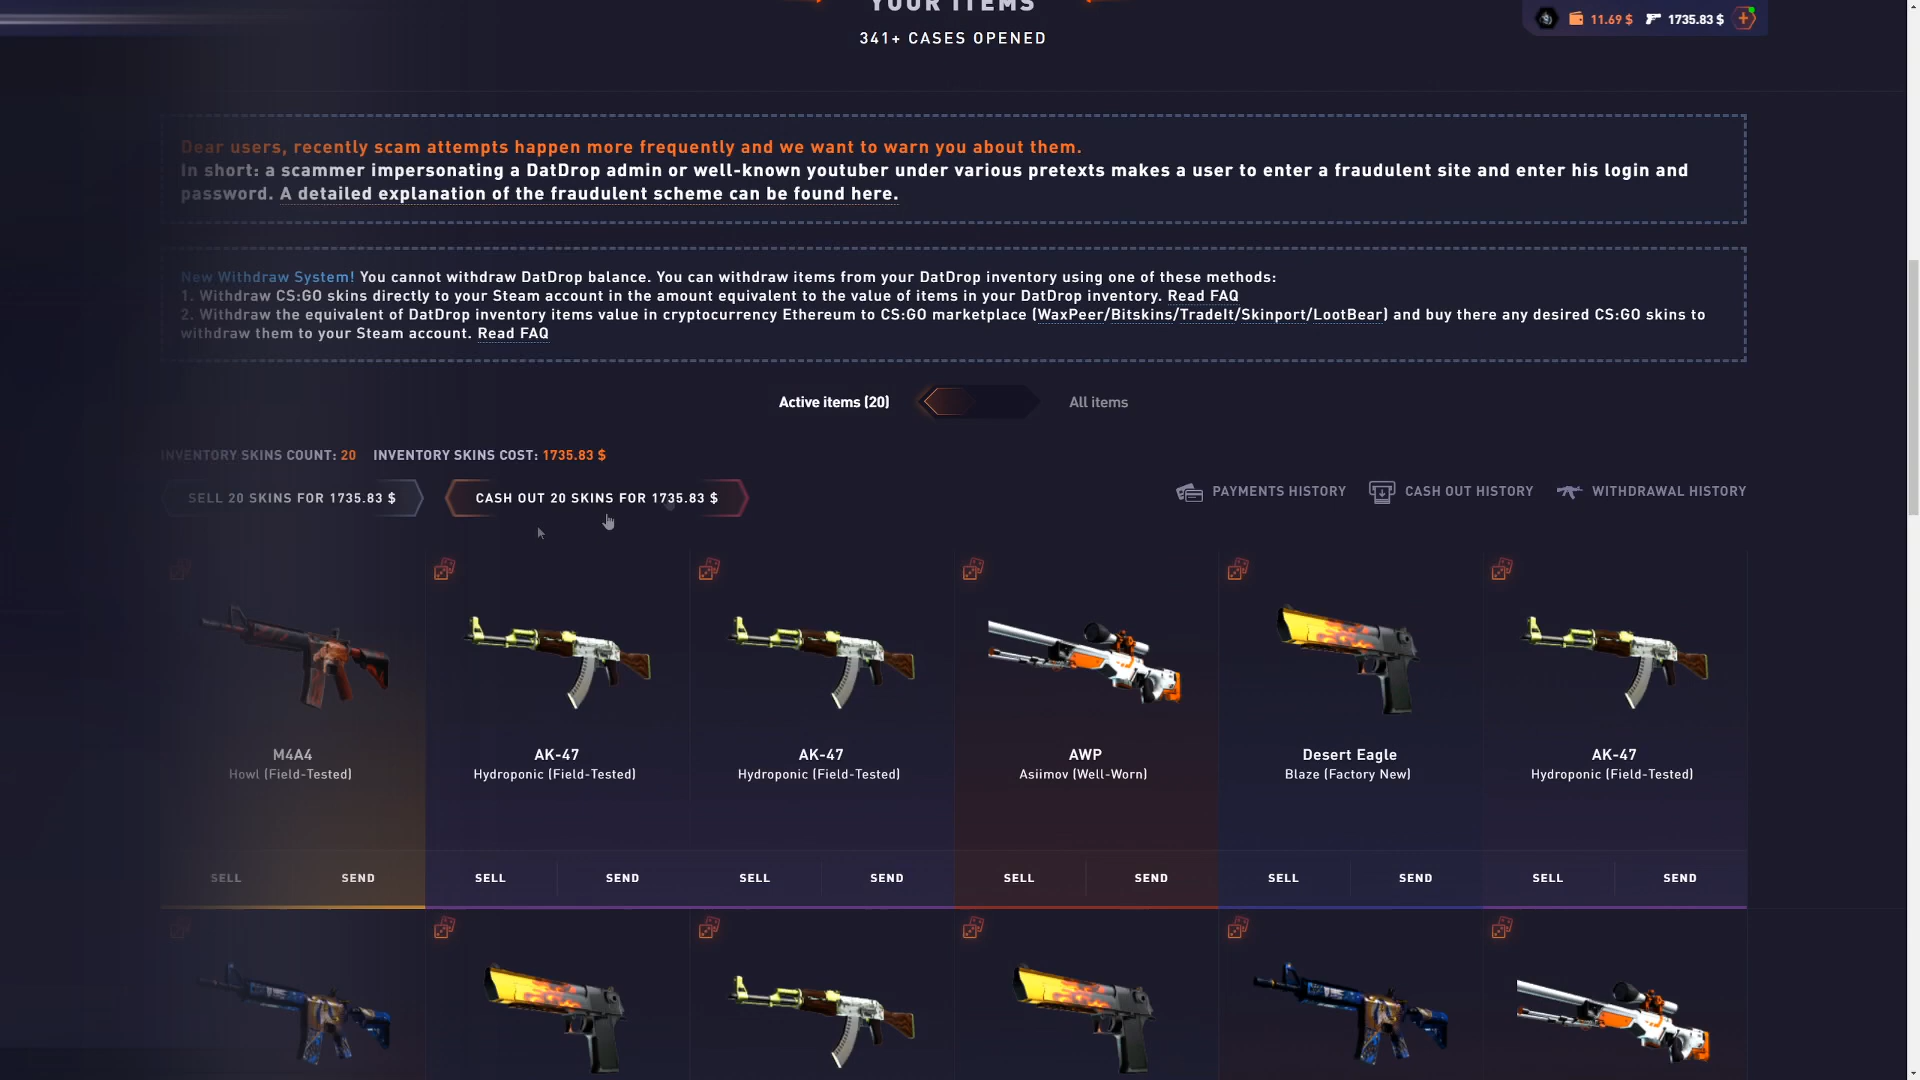 YOUR ITEMS
11.69 $ 1735.83 $
341+ CASES OPENED
Dear users, recently scam attempts happen more frequently and we want to warn you about them.
In short: a scammer impersonating a DatDrop admin or well-known youtuber under various pretexts makes a user to enter a fraudulent site and enter his login and
password. A detailed explanation of the fraudulent scheme can be found here.
New Withdraw System! You cannot withdraw DatDrop balance. You can withdraw items from your DatDrop inventory using one of these methods:
1. Withdraw CS:GO skins directly to your Steam account in the amount equivalent to the value of items in your DatDrop inventory. Read FAQ
2. Withdraw the equivalent of DatDrop inventory items value in cryptocurrency Ethereum to CS:GO marketplace (WaxPeer/Bitskins/TradeIt/Skinport/LootBear) and buy there any desired CS:GO skins to
withdraw them to your Steam account. Read FAQ
Active items (20) All items
INVENTORY SKINS COUNT: 20 INVENTORY SKINS COST: 1735.83 $
SELL 20 SKINS FOR 1735.83 $ CASH OUT 20 SKINS FOR 1735.83 $ PAYMENTS HISTORY CASH OUT HISTORY WITHDRAWAL HISTORY
M4A4 AK-47 AK-47 AWP Desert Eagle AK-47
Howl (Field-Tested) Hydroponic (Field-Tested) Hydroponic (Field-Tested) Asiimov (Well-Worn) Blaze (Factory New) Hydroponic (Field-Tested)
SELL SEND SELL SEND SELL SEND SELL SEND SELL SEND SELL SEND